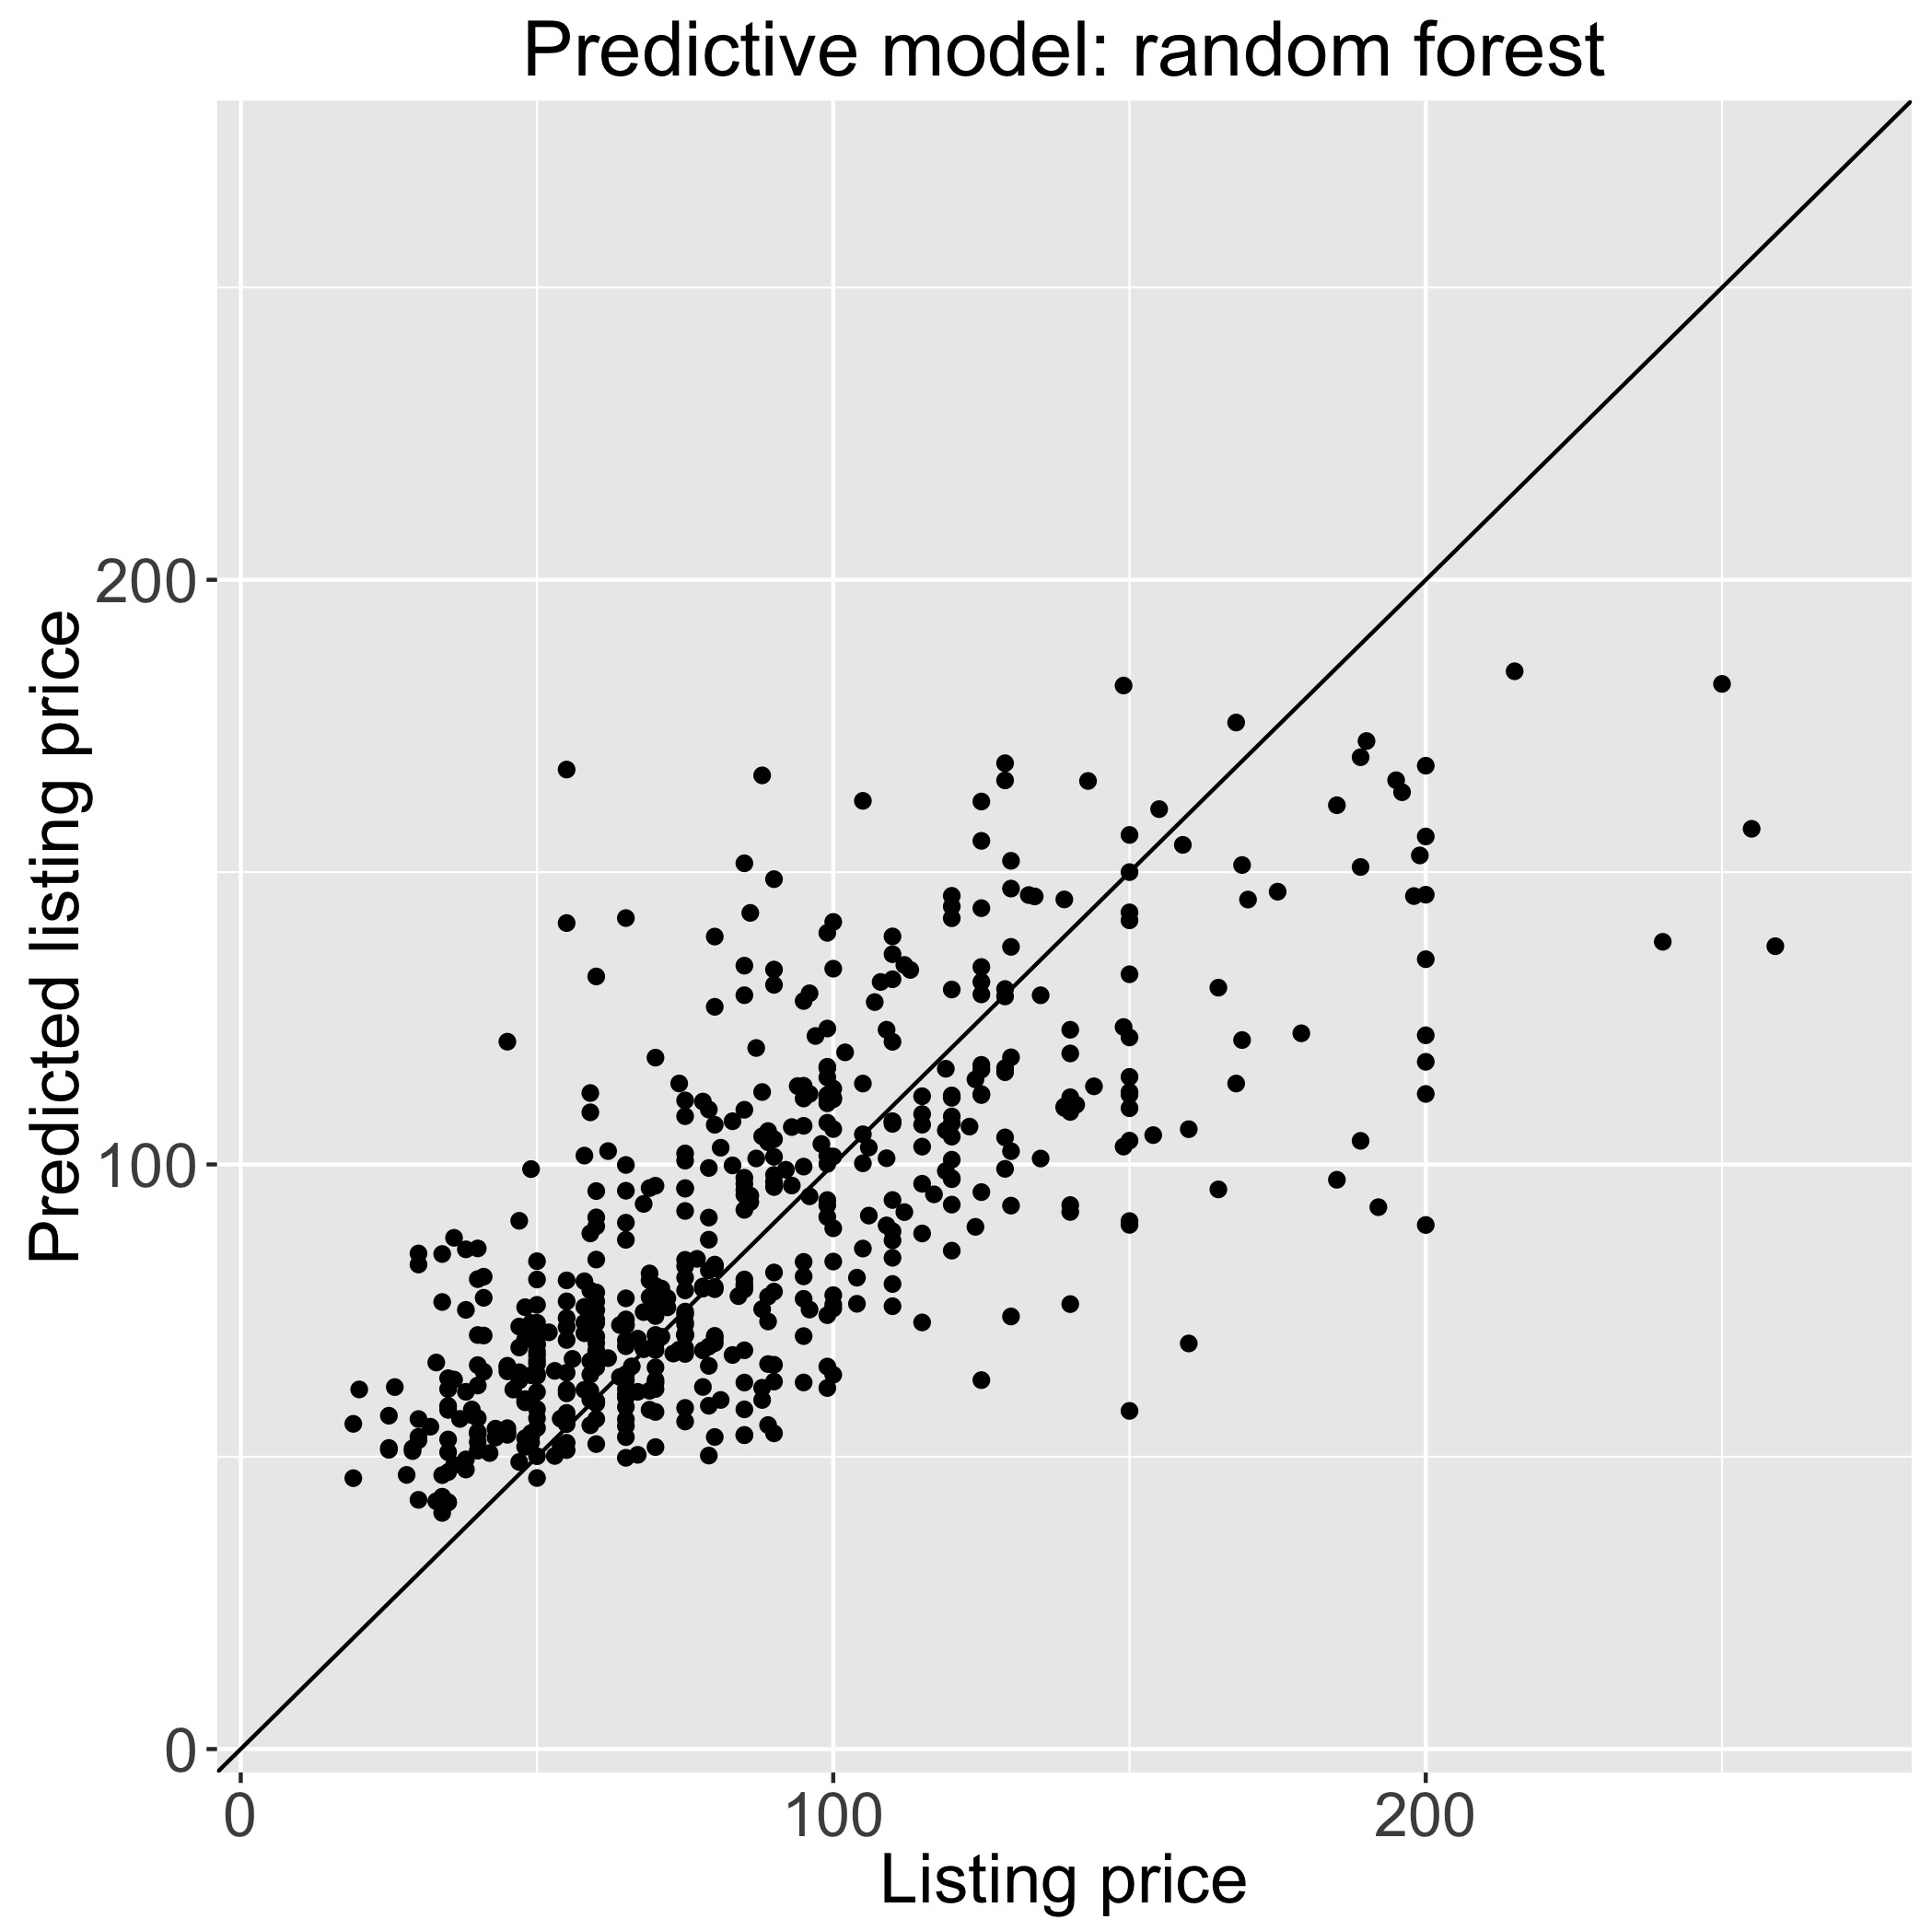 Predictive model: random forest
Predicted listing price
200
100
0
0 100 200
Listing price